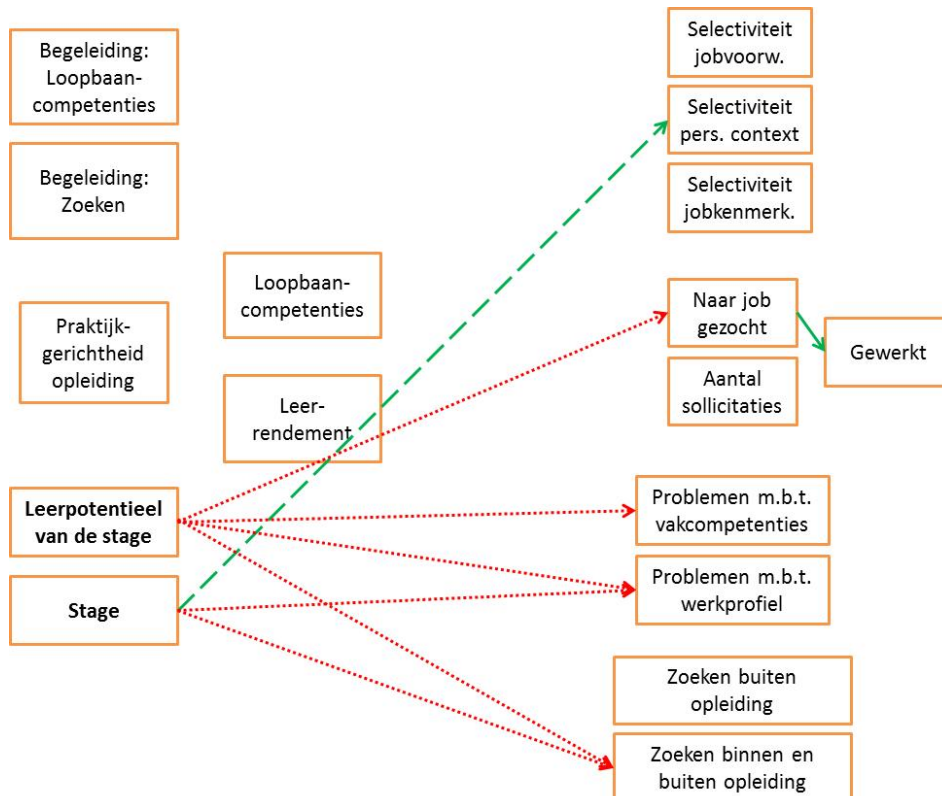 Begeleiding:
Loopbaan-
competenties
Begeleiding:
Zoeken
Praktijk-
gerichtheid
opleiding
Leerpotentieel
van de stage
Stage
Loopbaan-
competenties
Leer-
rendement
Selectiviteit
jobvoorw.
Selectiviteit
pers. context
Selectiviteit
jobkenmerk.
Naar job
gezocht
Aantal
sollicitaties
Gewerkt
Problemen m.b.t.
vakcompetenties
Problemen m.b.t.
werkprofiel
Zoeken buiten
opleiding
Zoeken binnen en
buiten opleiding